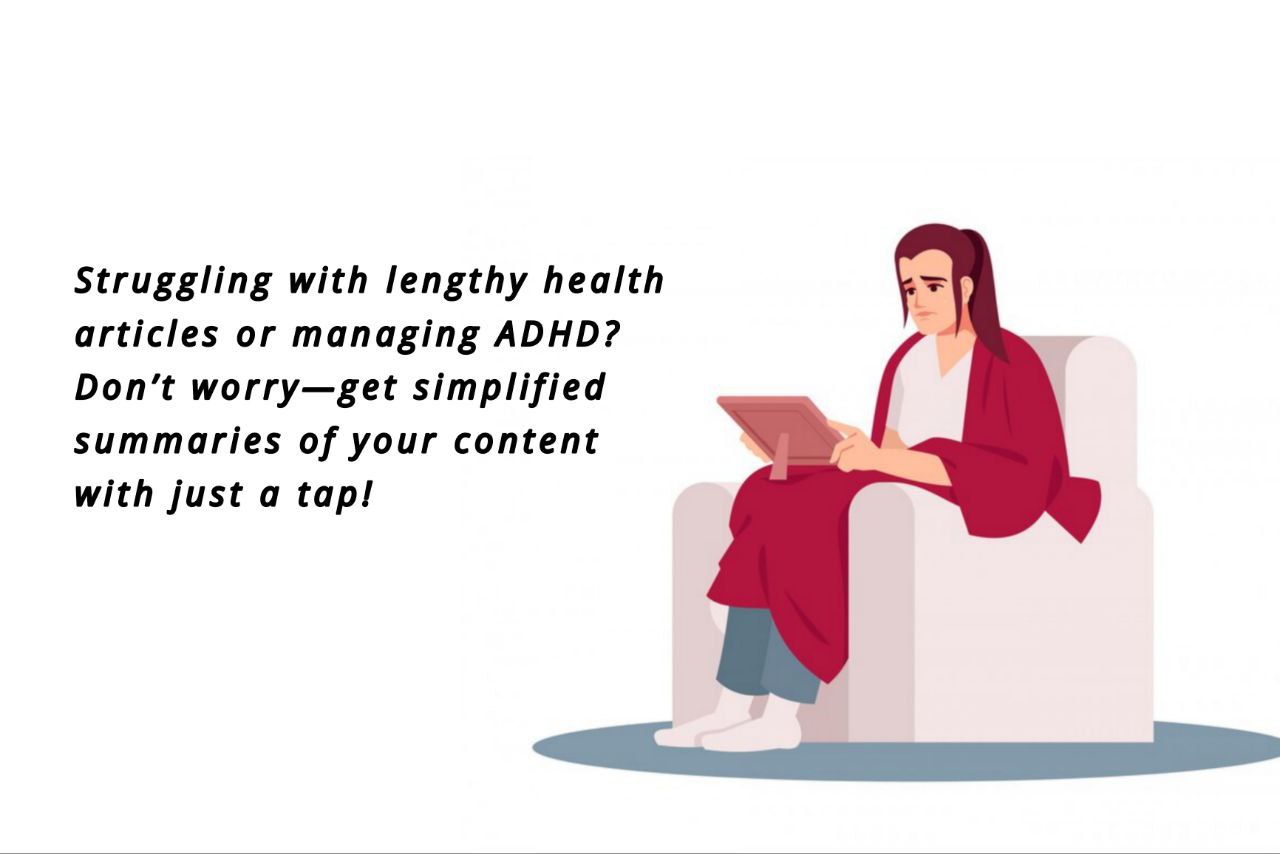 Struggling with lengthy health
articles or managing ADHD?
Don’t worry—get simplified
summaries of your content
with just a tap!